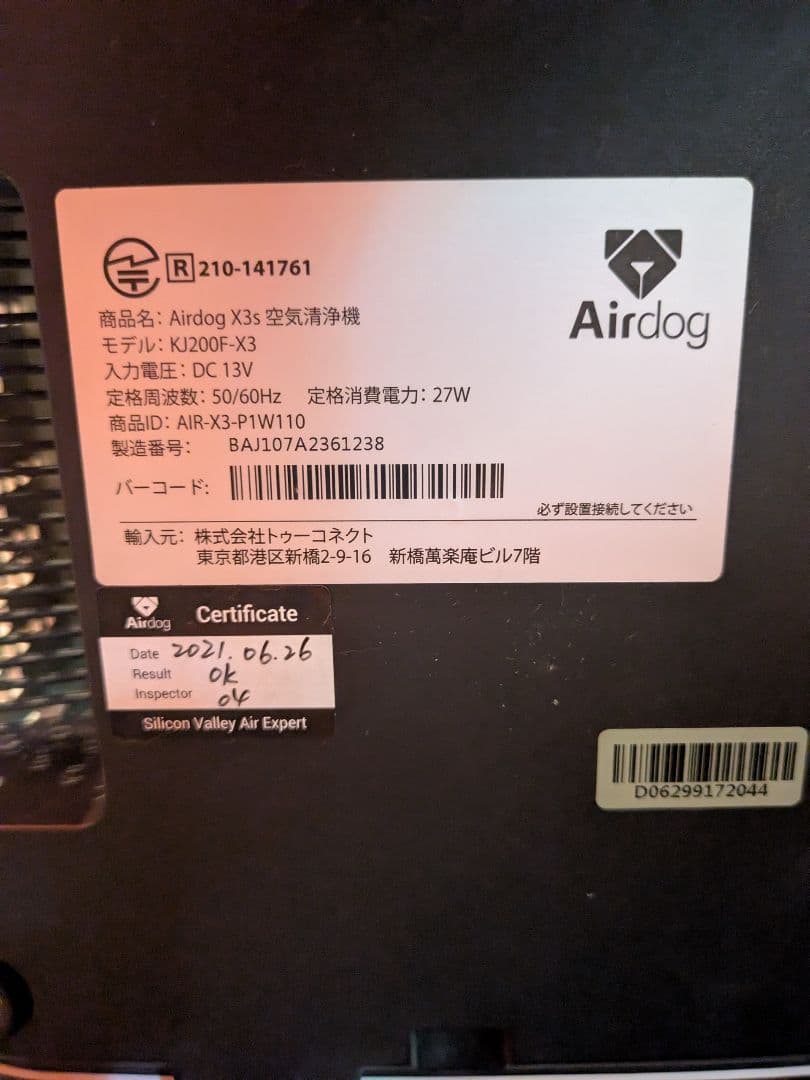 R 210-141761
Airdog
商品名: Airdog X3s 空気清浄機
モデル: KJ200F-X3
入力電圧: DC 13V
定格周波数: 50/60Hz 定格消費電力: 27W
商品ID: AIR-X3-P1W110
製造番号: BAJ107A2361238
バーコード:
必ず設置接続してください
輸入元: 株式会社トゥーコネクト
東京都港区新橋2-9-16 新橋萬楽庵ビル7階
Airdog Certificate
Date 2021.06.26
Result ok
Inspector 04
Silicon Valley Air Expert
D06299172044